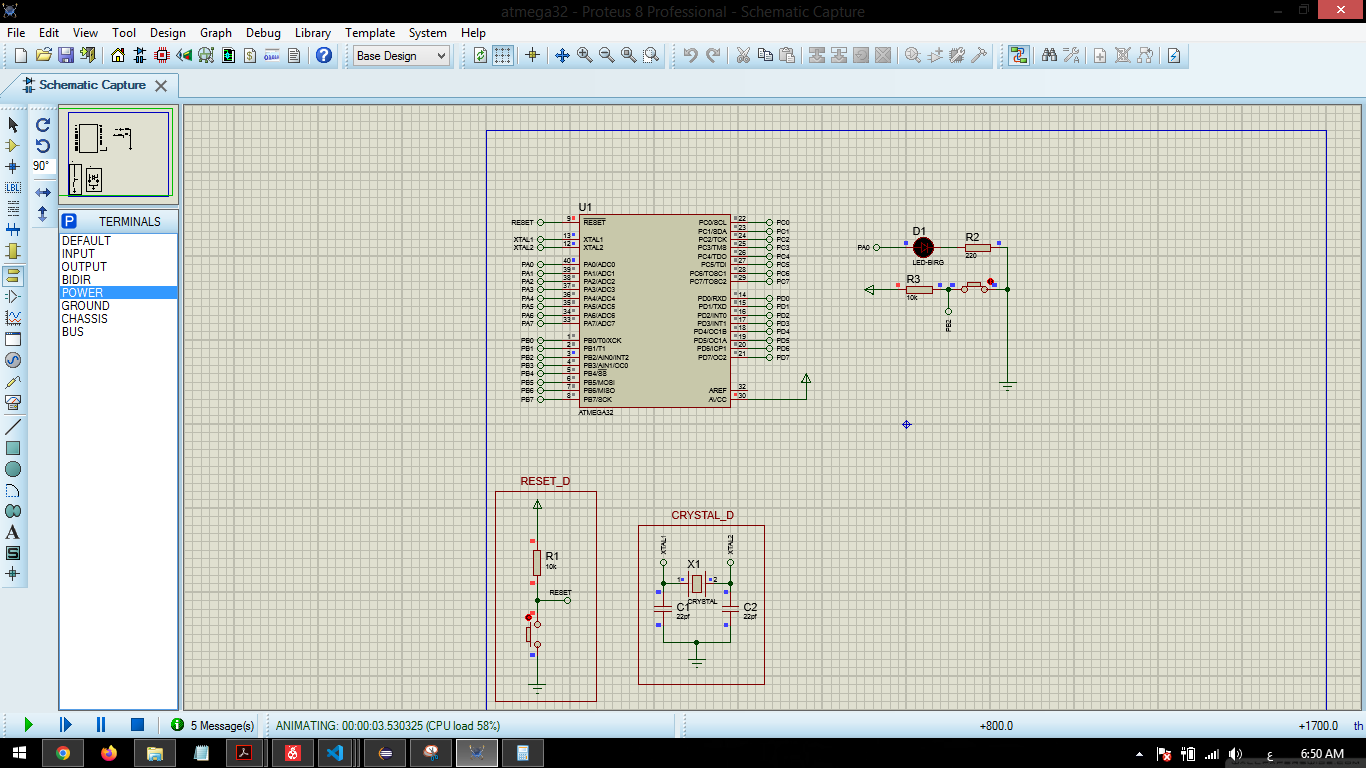 atmega32 - Proteus 8 Professional - Schematic Capture
File Edit View Tool Design Graph Debug Library Template System Help
Base Design
Schematic Capture
LBL
90°
P TERMINALS
DEFAULT
INPUT
OUTPUT
BIDIR
POWER
GROUND
CHASSIS
BUS
A
S
U1
RESET 9 RESET
XTAL1 13 XTAL1
XTAL2 12 XTAL2
PA0 40 PA0/ADC0
PA1 39 PA1/ADC1
PA2 38 PA2/ADC2
PA3 37 PA3/ADC3
PA4 36 PA4/ADC4
PA5 35 PA5/ADC5
PA6 34 PA6/ADC6
PA7 33 PA7/ADC7
PB0 1 PB0/T0/XCK
PB1 2 PB1/T1
PB2 3 PB2/AIN0/INT2
PB3 4 PB3/AIN1/OC0
PB4 5 PB4/SS
PB5 6 PB5/MOSI
PB6 7 PB6/MISO
PB7 8 PB7/SCK
PC0/SCL 22 PC0
PC1/SDA 23 PC1
PC2/TCK 24 PC2
PC3/TMS 25 PC3
PC4/TDO 26 PC4
PC5/TDI 27 PC5
PC6/TOSC1 28 PC6
PC7/TOSC2 29 PC7
PD0/RXD 14 PD0
PD1/TXD 15 PD1
PD2/INT0 16 PD2
PD3/INT1 17 PD3
PD4/OC1B 18 PD4
PD5/OC1A 19 PD5
PD6/ICP1 20 PD6
PD7/OC2 21 PD7
AREF 32
AVCC 30
ATMEGA32
PA0
D1
LED-BIRG
R2
220
R3
10k
PB2
RESET_D
R1
10k
RESET
CRYSTAL_D
XTAL1
XTAL2
X1
1 2
CRYSTAL
C1
22pf
C2
22pf
5 Message(s) ANIMATING: 00:00:03.530325 (CPU load 58%) +800.0 +1700.0 th
ع 6:50 AM